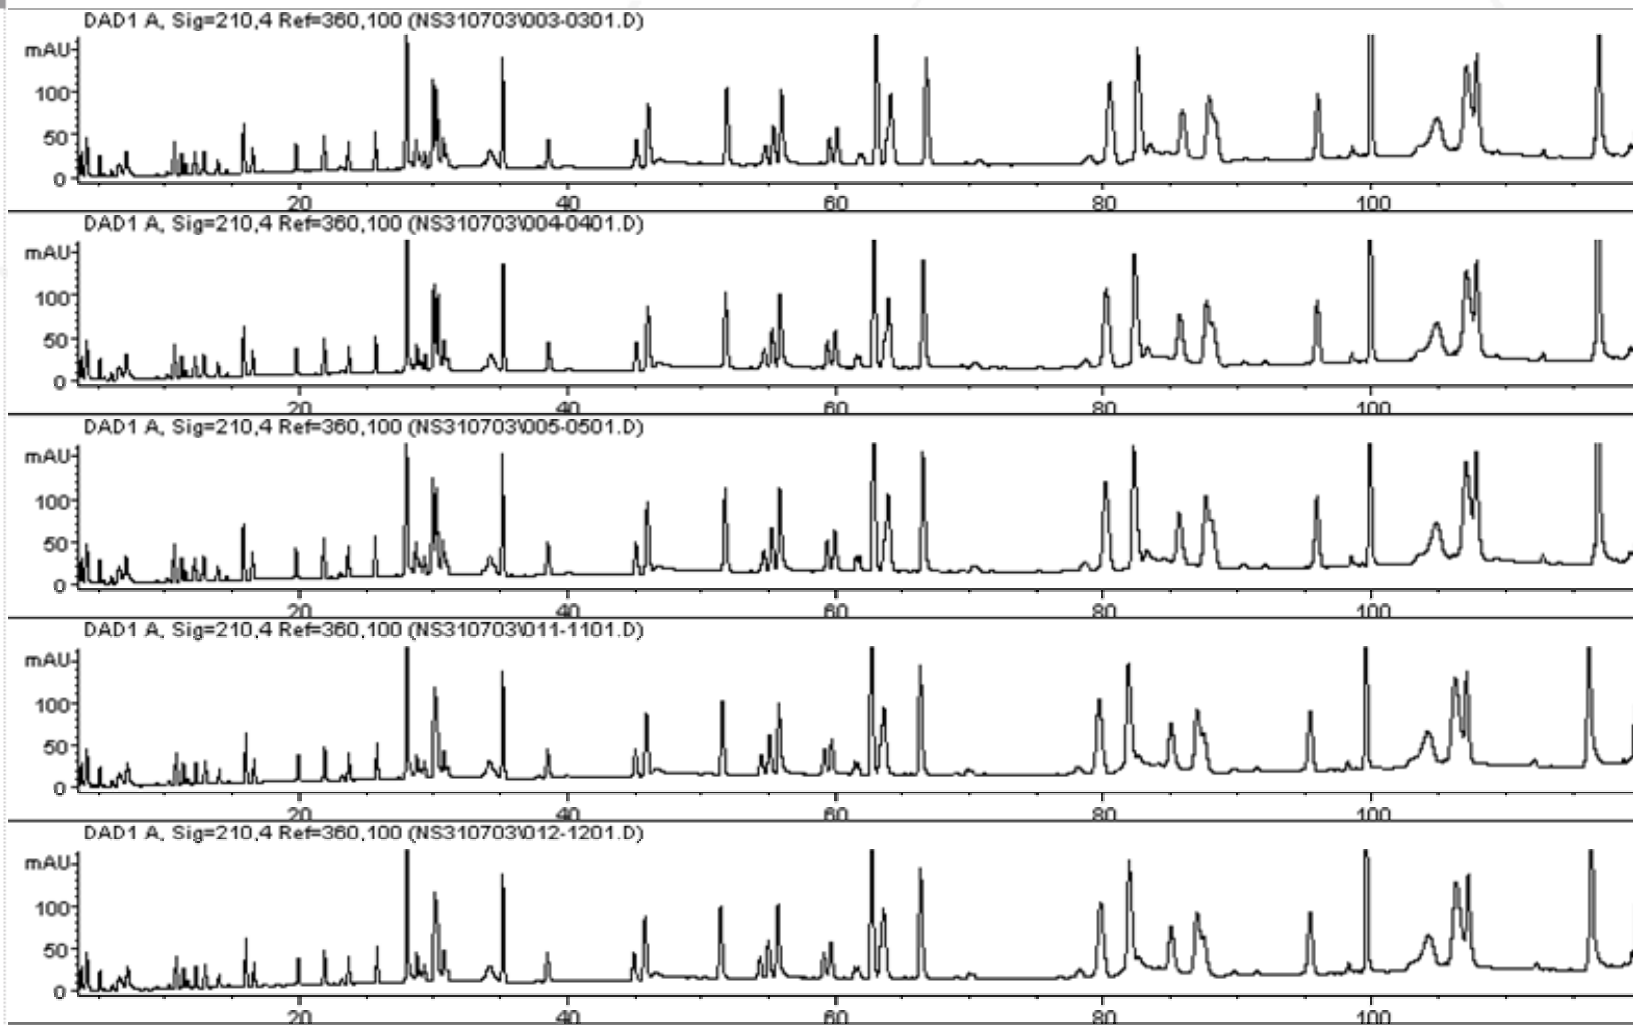 DAD1 A, Sig=210,4 Ref=360,100 (NS310703\003-0301.D)
mAU
100
50
0
20 40 60 80 100
DAD1 A, Sig=210,4 Ref=360,100 (NS310703\004-0401.D)
mAU
100
50
0
20 40 60 80 100
DAD1 A, Sig=210,4 Ref=360,100 (NS310703\005-0501.D)
mAU
100
50
0
20 40 60 80 100
DAD1 A, Sig=210,4 Ref=360,100 (NS310703\011-1101.D)
mAU
100
50
0
20 40 60 80 100
DAD1 A, Sig=210,4 Ref=360,100 (NS310703\012-1201.D)
mAU
100
50
0
20 40 60 80 100